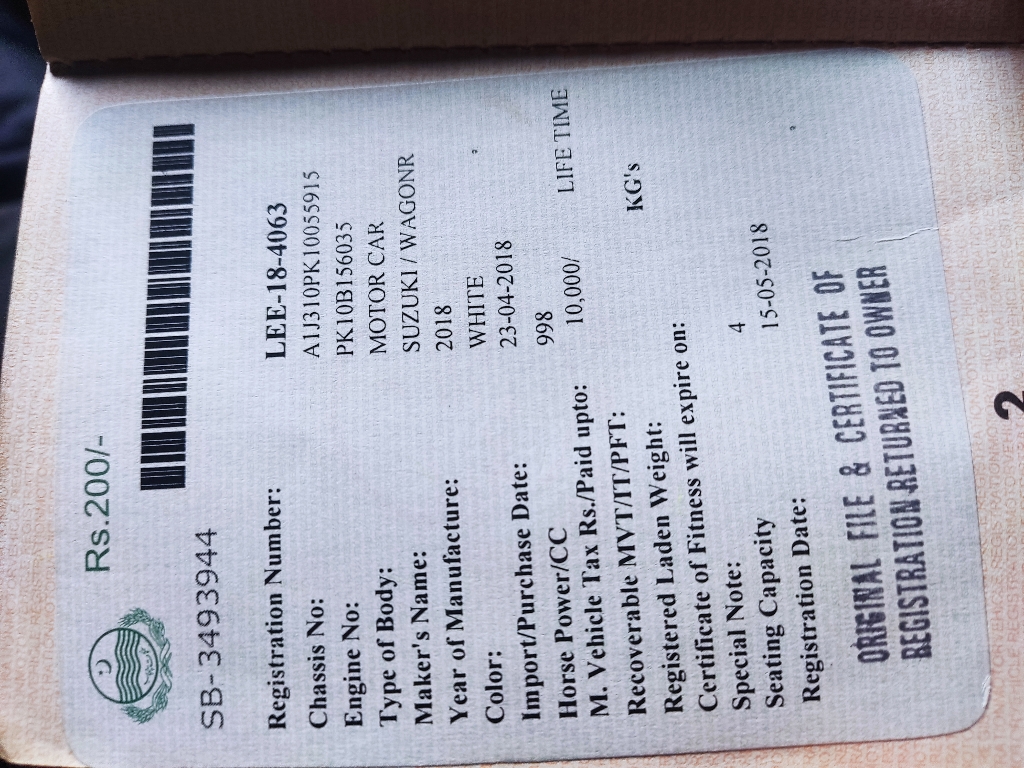 Rs.200/-
SB-3493944
Registration Number: LEE-18-4063
Chassis No: A1J310PK10055915
Engine No: PK10B156035
Type of Body: MOTOR CAR
Maker's Name: SUZUKI / WAGONR
Year of Manufacture: 2018
Color: WHITE
Import/Purchase Date: 23-04-2018
Horse Power/CC 998
M. Vehicle Tax Rs./Paid upto: 10,000/ LIFE TIME
Recoverable MVT/IT/PFT:
Registered Laden Weight: KG's
Certificate of Fitness will expire on:
Special Note:
Seating Capacity 4
Registration Date: 15-05-2018
ORIGINAL FILE & CERTIFICATE OF
REGISTRATION RETURNED TO OWNER
2